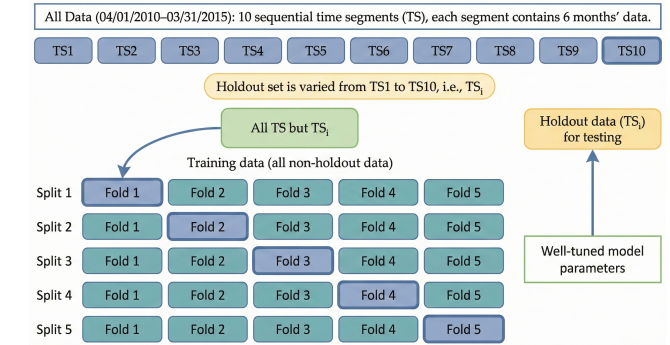 All Data (04/01/2010–03/31/2015): 10 sequential time segments (TS), each segment contains 6 months' data.
TS1 TS2 TS3 TS4 TS5 TS6 TS7 TS8 TS9 TS10
Holdout set is varied from TS1 to TS10, i.e., TSi
All TS but TSi
Holdout data (TSi)
for testing
Training data (all non-holdout data)
Split 1 Fold 1 Fold 2 Fold 3 Fold 4 Fold 5
Split 2 Fold 1 Fold 2 Fold 3 Fold 4 Fold 5
Split 3 Fold 1 Fold 2 Fold 3 Fold 4 Fold 5
Split 4 Fold 1 Fold 2 Fold 3 Fold 4 Fold 5
Split 5 Fold 1 Fold 2 Fold 3 Fold 4 Fold 5
Well-tuned model
parameters